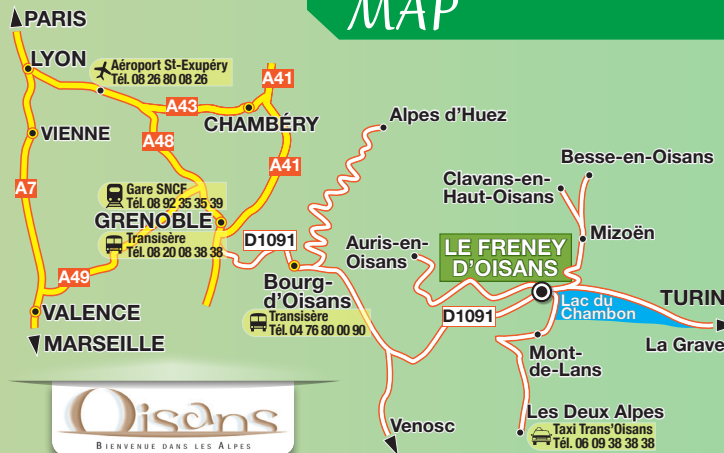 MAP
PARIS
LYON
Aéroport St-Exupéry
Tél. 08 26 80 08 26
A41
A43
CHAMBÉRY
VIENNE
A48
A41
A7
Gare SNCF
Tél. 08 92 35 35 39
GRENOBLE
Transisère
Tél. 08 20 08 38 38
A49
VALENCE
MARSEILLE
D1091
Bourg-
d'Oisans
Transisère
Tél. 04 76 80 00 90
Alpes d'Huez
Auris-en-
Oisans
Besse-en-Oisans
Clavans-en-
Haut-Oisans
Mizoën
LE FRENEY
D'OISANS
Lac du
Chambon
TURIN
La Grave
D1091
Mont-
de-Lans
Les Deux Alpes
Taxi Trans'Oisans
Tél. 06 09 38 38 38
Venosc
Oisans
BIENVENUE DANS LES ALPES